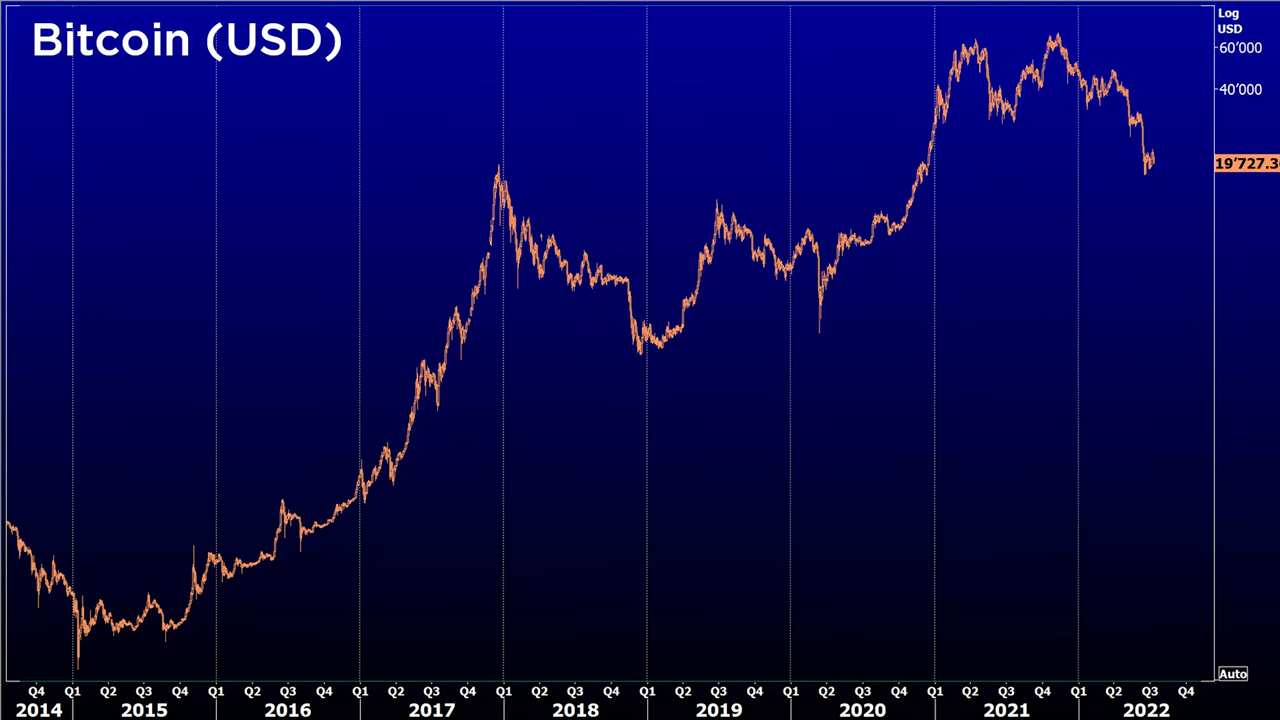 Bitcoin (USD)
Log
USD
60'000
40'000
19'727.3
Auto
Q4 Q1 Q2 Q3 Q4 Q1 Q2 Q3 Q4 Q1 Q2 Q3 Q4 Q1 Q2 Q3 Q4 Q1 Q2 Q3 Q4 Q1 Q2 Q3 Q4 Q1 Q2 Q3 Q4 Q1 Q2 Q3 Q4
2014 2015 2016 2017 2018 2019 2020 2021 2022